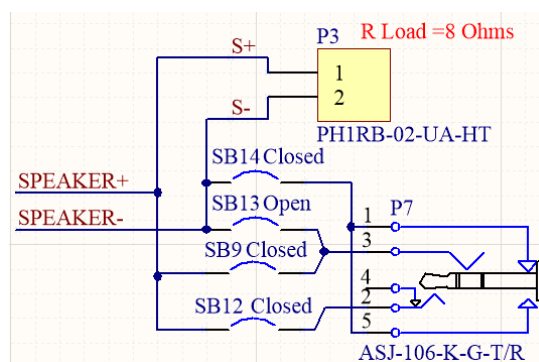 R Load =8 Ohms
S+
P3
1
2
S-
PH1RB-02-UA-HT
SB14 Closed
SPEAKER+
SB13 Open
SPEAKER-
1
P7
3
SB9 Closed
4
2
SB12 Closed
5
ASJ-106-K-G-T/R